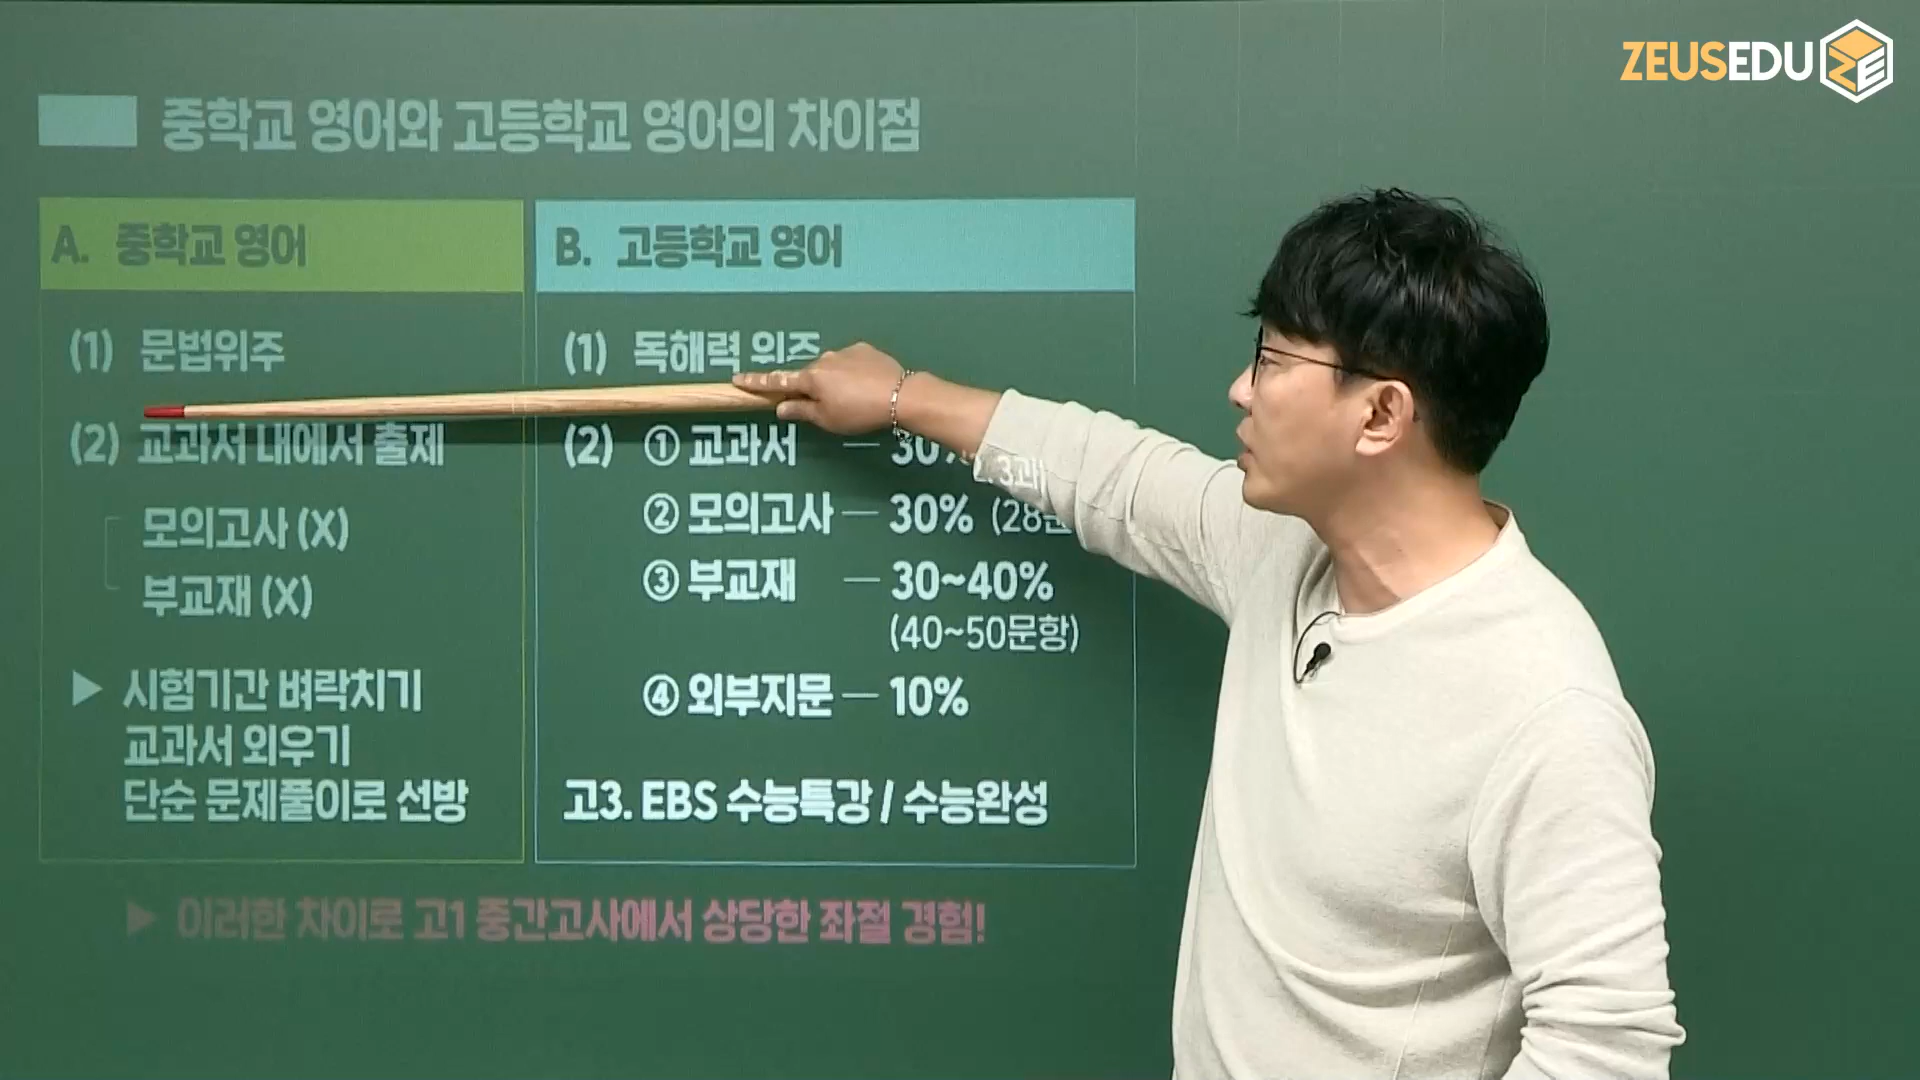 ZEUSEDU
중학교 영어와 고등학교 영어의 차이점
A. 중학교 영어
(1) 문법위주
(2) 교과서 내에서 출제
모의고사 (X)
부교재 (X)
▶ 시험기간 벼락치기
교과서 외우기
단순 문제풀이로 선방
B. 고등학교 영어
(1) 독해력 위주
(2) ① 교과서 — 30%
② 모의고사 — 30% (28문
③ 부교재 — 30~40%
(40~50문항)
④ 외부지문 — 10%
고3. EBS 수능특강 / 수능완성
▶ 이러한 차이로 고1 중간고사에서 상당한 좌절 경험!